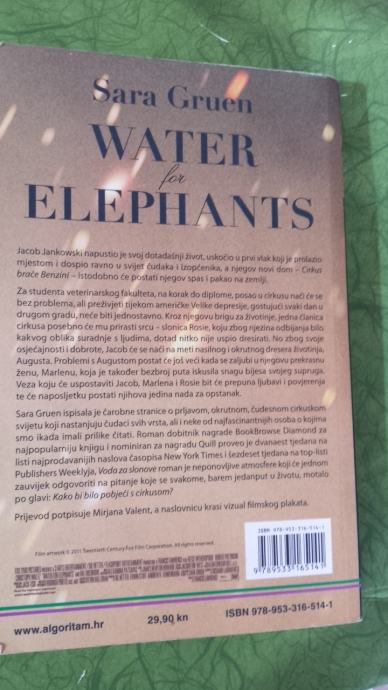 Sara Gruen
WATER
for
ELEPHANTS
Jacob Jankowski napustio je svoj dotadašnji život, uskočio u prvi vlak koji je prolazio
mjestom i dospio ravno u svijet čudaka i izopćenika, a njegov novi dom – Cirkus
braće Benzini – istodobno će postati njegov spas i pakao na zemlji.
Za studenta veterinarskog fakulteta, na korak do diplome, posao u cirkusu naći će se
bez problema, ali preživjeti tijekom američke Velike depresije, gostujući svaki dan u
drugom gradu, neće biti jednostavno. Kroz njegovu brigu za životinje, jedna članica
cirkusa posebno će mu prirasti srcu – slonica Rosie, koju zbog njezina odbijanja bilo
kakvog oblika suradnje s ljudima, dotad nitko nije uspio dresirati. No zbog svoje
osjećajnosti i dobrote, Jacob će se naći na meti nasilnog i okrutnog dresera životinja,
Augusta. Problemi s Augustom postat će još veći kada se zaljubi u njegovu prekrasnu
ženu, Marlenu, koja je također bezbroj puta iskusila snagu bijesa svojeg supruga.
Veza koju će uspostaviti Jacob, Marlena i Rosie bit će prepuna ljubavi i povjerenja
te će naposljetku postati njihova jedina nada za opstanak.
Sara Gruen ispisala je čarobne stranice o prljavom, okrutnom, čudesnom cirkuskom
svijetu koji nastanjuju čudaci svih vrsta, ali i neke od najfascinantnijih osoba o kojima
smo ikada imali prilike čitati. Roman dobitnik nagrade BookBrowse Diamond za
najpopularniju knjigu i nominiran za nagradu Quill proveo je dvanaest tjedana na
listi najprodavanijih naslova časopisa New York Times i šezdeset tjedana na top-listi
Publishers Weeklyja, Voda za slonove roman je neponovljive atmosfere koji će jednom
zauvijek odgovoriti na pitanje koje se svakome, barem jedanput u životu, motalo
po glavi: Kako bi bilo pobjeći s cirkusom?
Prijevod potpisuje Mirjana Valent, a naslovnicu krasi vizual filmskog plakata.
Film artwork © 2011 Twentieth Century Fox Film Corporation. All rights reserved.
ISBN 978-953-316-514-1
9 789533 165141
www.algoritam.hr
29,90 kn
ISBN 978-953-316-514-1